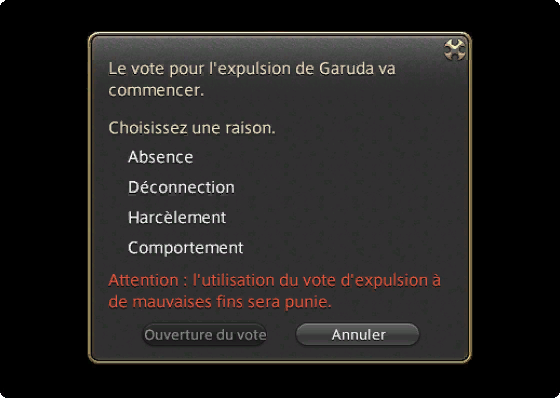 Le vote pour l'expulsion de Garuda va
commencer.
Choisissez une raison.
Absence
Déconnection
Harcèlement
Comportement
Attention : l'utilisation du vote d'expulsion à
de mauvaises fins sera punie.
Ouverture du vote
Annuler